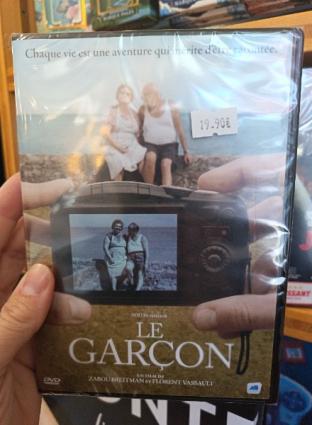 Chaque vie est une aventure qui mérite d'être racontée.
19.90€
LE
GARÇON
UN FILM DE
ZABOU BREITMAN ET FLORENT VASSAULT
DVD